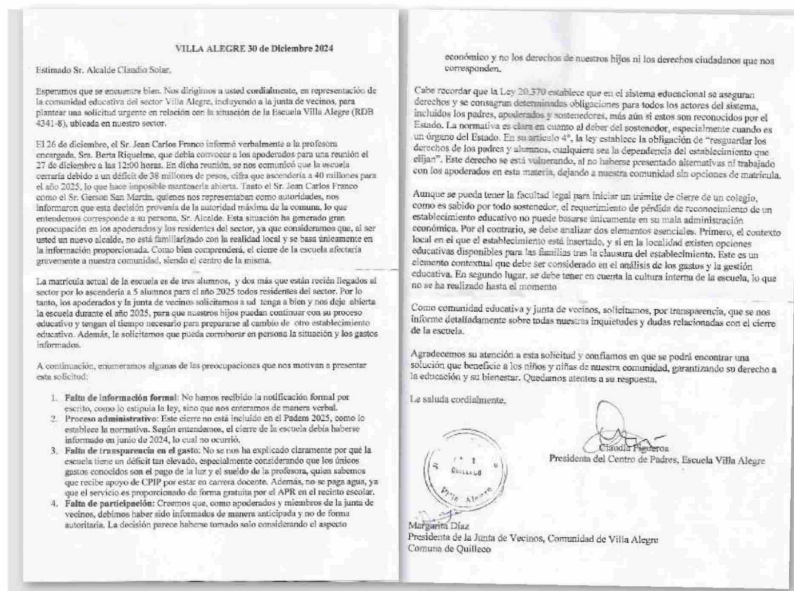 VILLA ALEGRE 30 de Diciembre 2024
Estimado Sr. Alcalde Claudio Solar,
Esperamos que se encuentre bien. Nos dirigimos a usted cordialmente, en representación de
la comunidad educativa del sector Villa Alegre, incluyendo a la junta de vecinos, para
plantear una solicitud urgente en relación con la situación de la Escuela Villa Alegre (RDB
4341-8), ubicada en nuestro sector.
El 26 de diciembre, el Sr. Jean Carlos Franco informó verbalmente a la profesora
encargada, Sra. Berta Riquelme, que debía convocar a los apoderados para una reunión el
27 de diciembre a las 12:00 horas. En dicha reunión, se nos comunicó que la escuela
cerraría debido a un déficit de 38 millones de pesos, cifra que ascendería a 40 millones para
el año 2025, lo que hace imposible mantenerla abierta. Tanto el Sr. Jean Carlos Franco
como el Sr. Gerson San Martín, quienes nos representaban como autoridades, nos
informaron que esta decisión provenía de la autoridad máxima de la comuna, lo que
entendemos corresponde a su persona, Sr. Alcalde. Esta situación ha generado gran
preocupación en los apoderados y los residentes del sector, ya que consideramos que, al ser
usted un nuevo alcalde, no está familiarizado con la realidad local y se basa únicamente en
la información proporcionada. Como bien comprenderá, el cierre de la escuela afectaría
gravemente a nuestra comunidad, siendo el centro de la misma.
La matrícula actual de la escuela es de tres alumnos, y dos más que están recién llegados al
sector por lo ascendería a 5 alumnos para el año 2025 todos residentes del sector. Por lo
tanto, los apoderados y la junta de vecinos solicitamos a ud tenga a bien y nos deje abierta
la escuela durante el año 2025, para que nuestros hijos puedan continuar con su proceso
educativo y tengan el tiempo necesario para prepararse al cambio de otro establecimiento
educativo. Además, le solicitamos que pueda corroborar en persona la situación y los gastos
informados.
A continuación, enumeramos algunas de las preocupaciones que nos motivan a presentar
esta solicitud:
1. Falta de información formal: No hemos recibido la notificación formal por
escrito, como lo estipula la ley, sino que nos enteramos de manera verbal.
2. Proceso administrativo: Este cierre no está incluido en el Padem 2025, como lo
establece la normativa. Según entendemos, el cierre de la escuela debía haberse
informado en junio de 2024, lo cual no ocurrió.
3. Falta de transparencia en el gasto: No se nos ha explicado claramente por qué la
escuela tiene un déficit tan elevado, especialmente considerando que los únicos
gastos conocidos son el pago de la luz y el sueldo de la profesora, quien sabemos
que recibe apoyo de CPIP por estar en carrera docente. Además, no se paga agua, ya
que el servicio es proporcionado de forma gratuita por el APR en el recinto escolar.
4. Falta de participación: Creemos que, como apoderados y miembros de la junta de
vecinos, debimos haber sido informados de manera anticipada y no de forma
autoritaria. La decisión parece haberse tomado solo considerando el aspecto
económico y no los derechos de nuestros hijos ni los derechos ciudadanos que nos
corresponden.
Cabe recordar que la Ley 20.370 establece que en el sistema educacional se aseguran
derechos y se consagran determinadas obligaciones para todos los actores del sistema,
incluidos los padres, apoderados y sostenedores, más aún si estos son reconocidos por el
Estado. La normativa es clara en cuanto al deber del sostenedor, especialmente cuando es
un órgano del Estado. En su artículo 4°, la ley establece la obligación de "resguardar los
derechos de los padres y alumnos, cualquiera sea la dependencia del establecimiento que
elijan". Este derecho se está vulnerando, al no haberse presentado alternativas ni trabajado
con los apoderados en esta materia, dejando a nuestra comunidad sin opciones de matrícula.
Aunque se pueda tener la facultad legal para iniciar un trámite de cierre de un colegio,
como es sabido por todo sostenedor, el requerimiento de pérdida del reconocimiento de un
establecimiento educativo no puede basarse únicamente en su mala administración
económica. Por el contrario, se debe analizar dos elementos esenciales. Primero, el contexto
local en el que el establecimiento está insertado, y si en la localidad existen opciones
educativas disponibles para las familias tras la clausura del establecimiento. Este es un
elemento contextual que debe ser considerado en el análisis de los gastos y la gestión
educativa. En segundo lugar, se debe tener en cuenta la cultura interna de la escuela, lo que
no se ha realizado hasta el momento
Como comunidad educativa y junta de vecinos, solicitamos, por transparencia, que se nos
informe detalladamente sobre todas nuestras inquietudes y dudas relacionadas con el cierre
de la escuela.
Agradecemos su atención a esta solicitud y confiamos en que se podrá encontrar una
solución que beneficie a los niños y niñas de nuestra comunidad, garantizando su derecho a
la educación y su bienestar. Quedamos atentos a su respuesta.
Le saluda cordialmente,
Claudia Figueroa
Presidenta del Centro de Padres, Escuela Villa Alegre
QUILLECO
Villa Alegre
Margarita Díaz
Presidenta de la Junta de Vecinos, Comunidad de Villa Alegre
Comuna de Quilleco